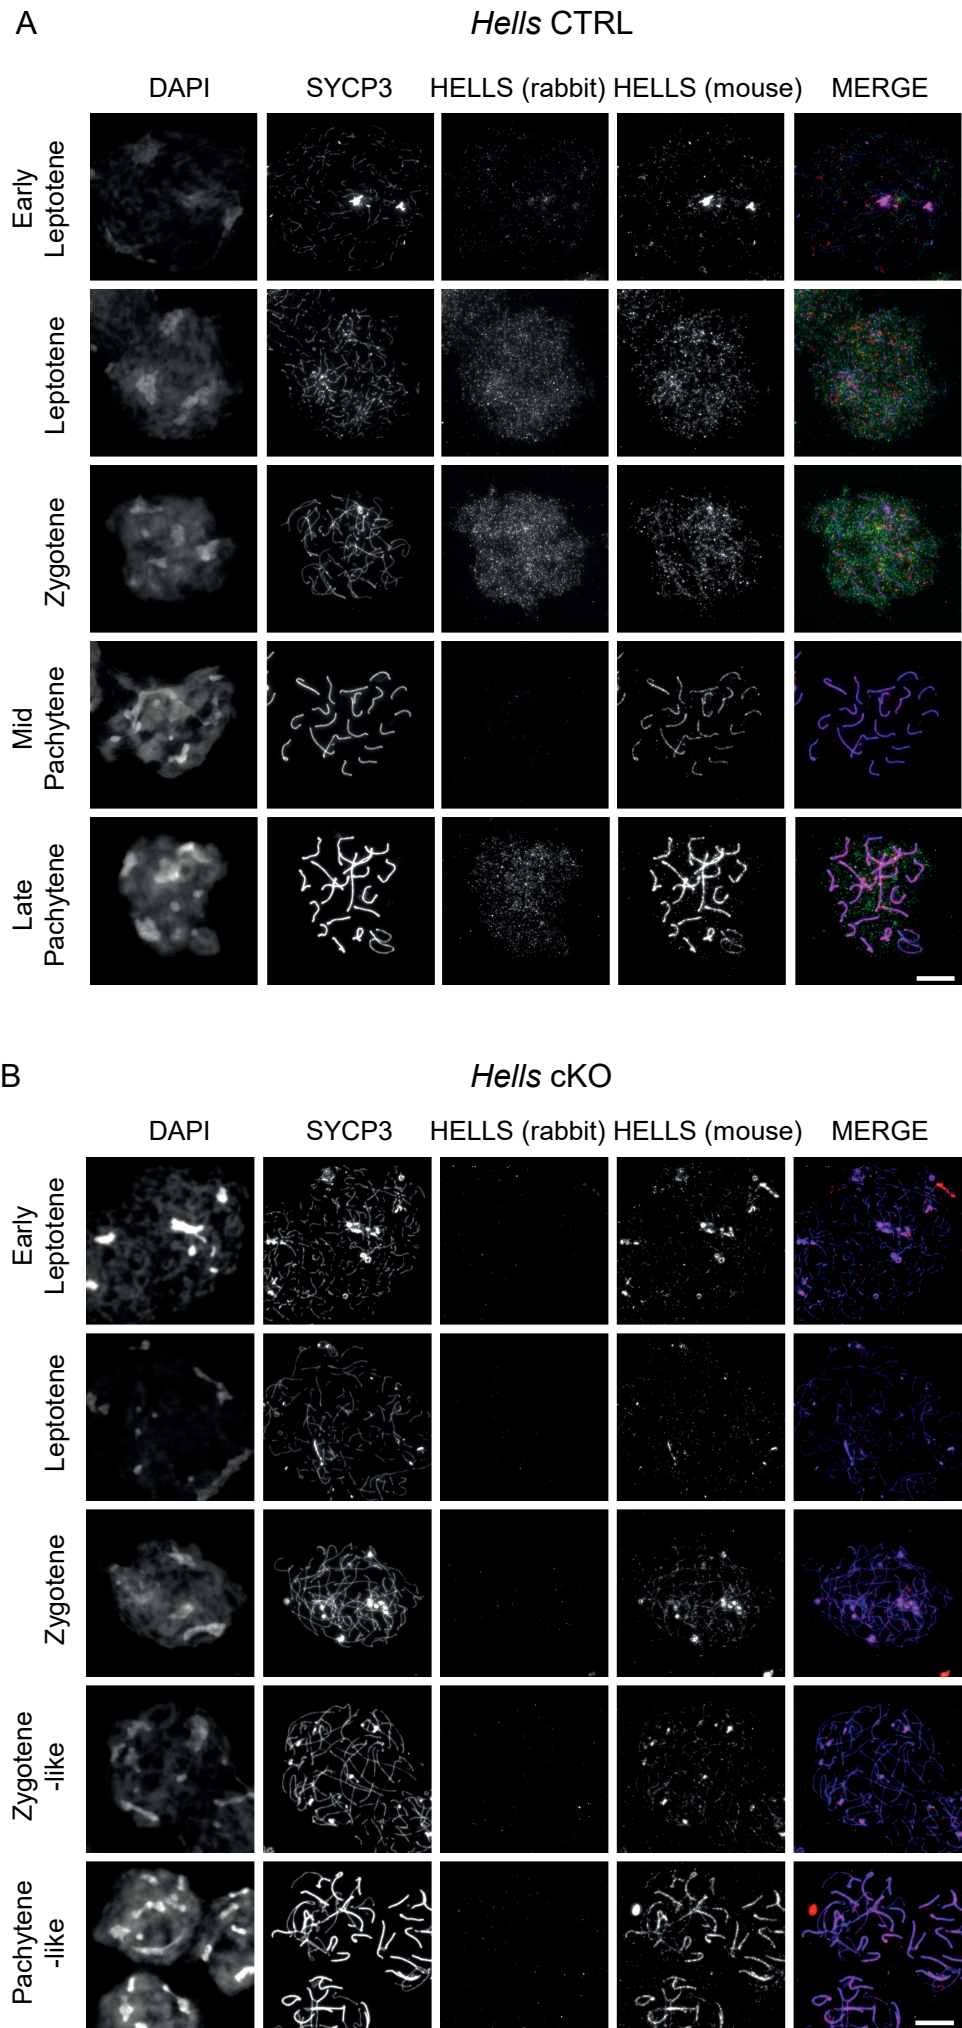 A
Hells CTRL
DAPI SYCP3 HELLS (rabbit) HELLS (mouse) MERGE
Early
Leptotene
Leptotene
Zygotene
Mid
Pachytene
Late
Pachytene
B
Hells cKO
DAPI SYCP3 HELLS (rabbit) HELLS (mouse) MERGE
Early
Leptotene
Leptotene
Zygotene
Zygotene
-like
Pachytene
-like